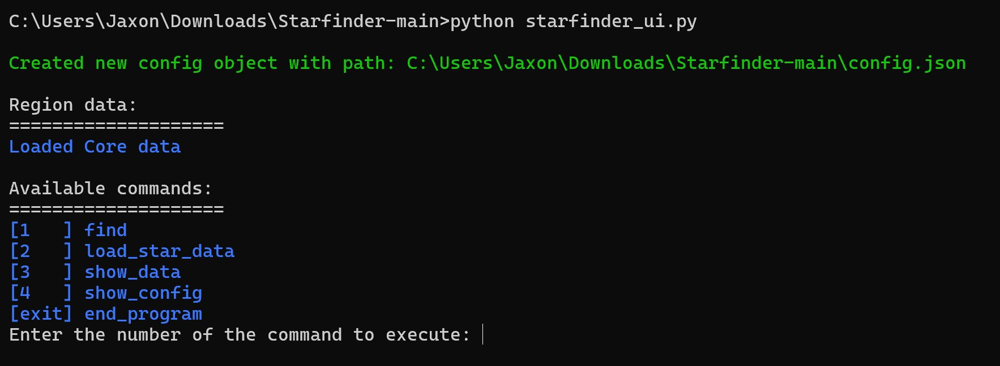 C:\Users\Jaxon\Downloads\Starfinder-main>python starfinder_ui.py
Created new config object with path: C:\Users\Jaxon\Downloads\Starfinder-main\config.json
Region data:
====================
Loaded Core data
Available commands:
====================
[1   ] find
[2   ] load_star_data
[3   ] show_data
[4   ] show_config
[exit] end_program
Enter the number of the command to execute: